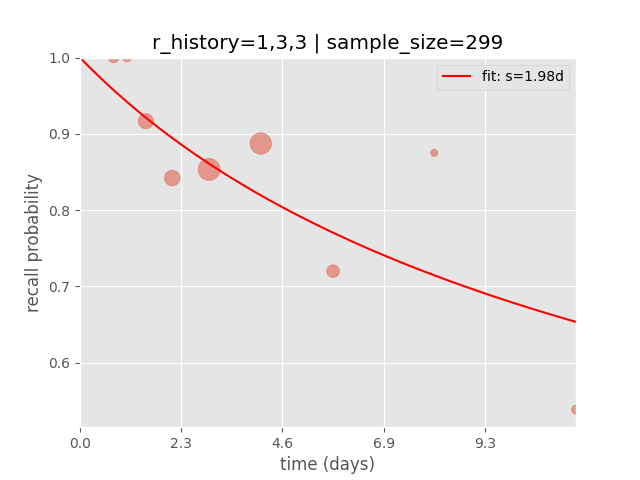 r_history=1,3,3 | sample_size=299
fit: s=1.98d
recall probability
1.0
0.9
0.8
0.7
0.6
0.0 2.3 4.6 6.9 9.3
time (days)